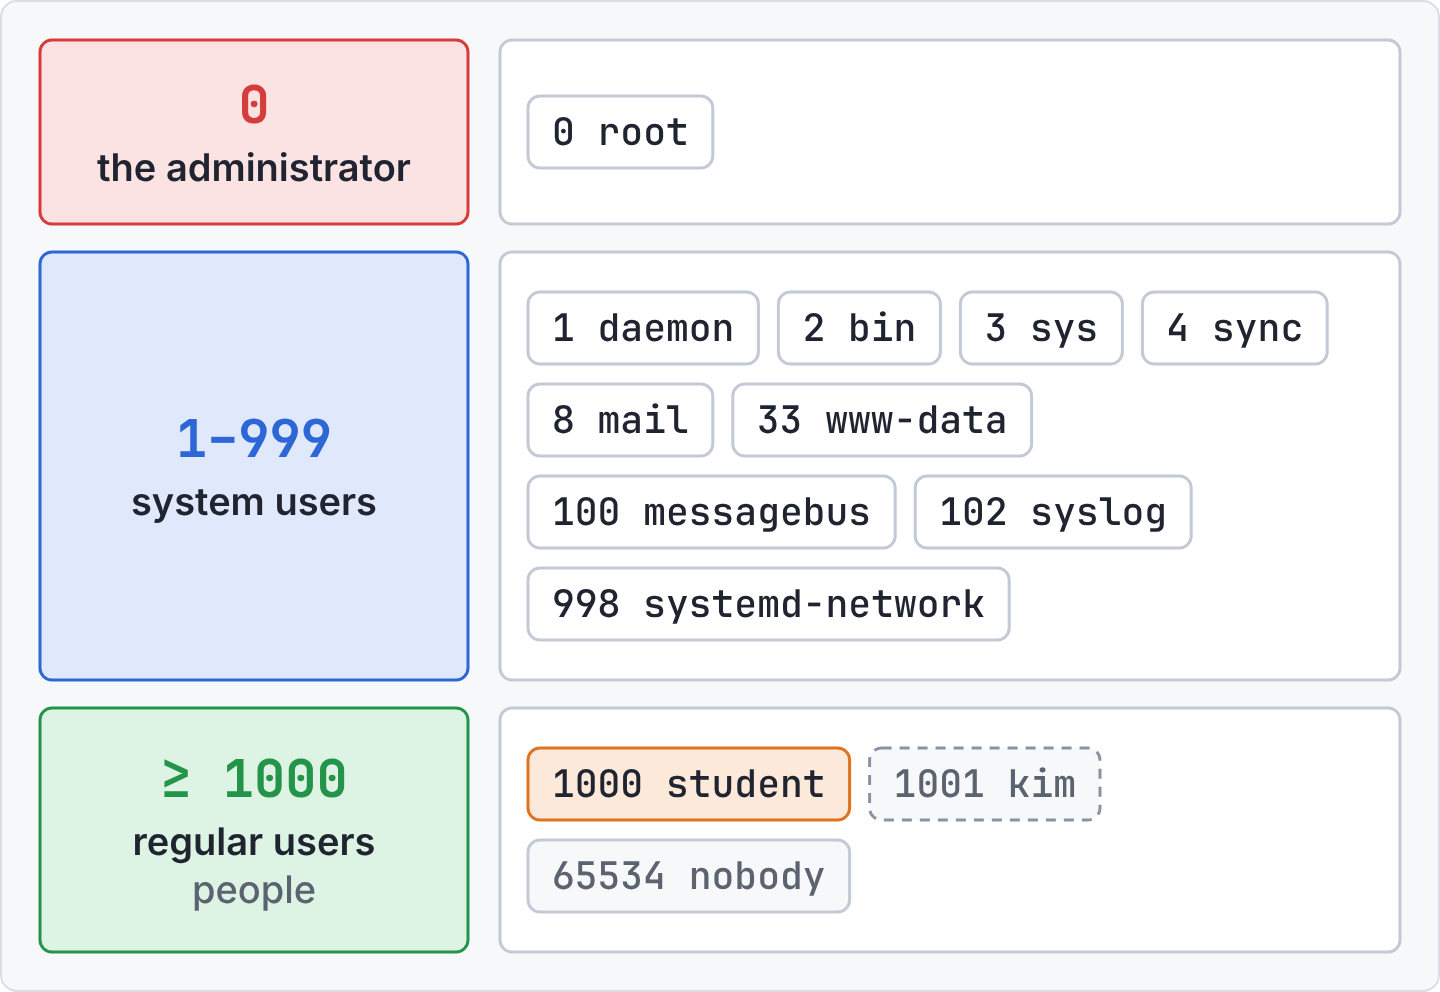 0
the administrator
0 root
1–999
system users
1 daemon
2 bin
3 sys
4 sync
8 mail
33 www-data
100 messagebus
102 syslog
998 systemd-network
≥ 1000
regular users
people
1000 student
1001 kim
65534 nobody